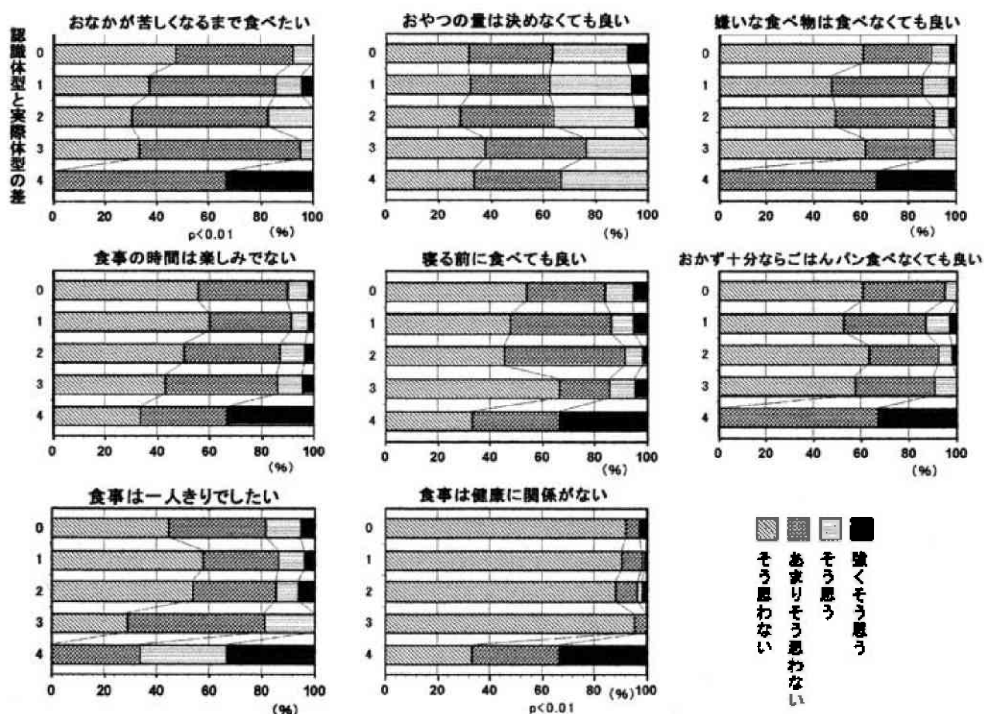 認識体型と実際体型の差
おなかが苦しくなるまで食べたい
0
1
2
3
4
0 20 40 60 80 100
p<0.01 (%)
おやつの量は決めなくても良い
0
1
2
3
4
0 20 40 60 80 100
(%)
嫌いな食べ物は食べなくても良い
0
1
2
3
4
0 20 40 60 80 100
(%)
食事の時間は楽しみでない
0
1
2
3
4
0 20 40 60 80 100
(%)
寝る前に食べても良い
0
1
2
3
4
0 20 40 60 80 100
(%)
おかず十分ならごはんパン食べなくても良い
0
1
2
3
4
0 20 40 60 80 100
(%)
食事は一人きりでしたい
0
1
2
3
4
0 20 40 60 80 100
(%)
食事は健康に関係がない
0
1
2
3
4
0 20 40 60 80 100
(%)
p<0.01
そう思わない
あまりそう思わない
そう思う
強くそう思う